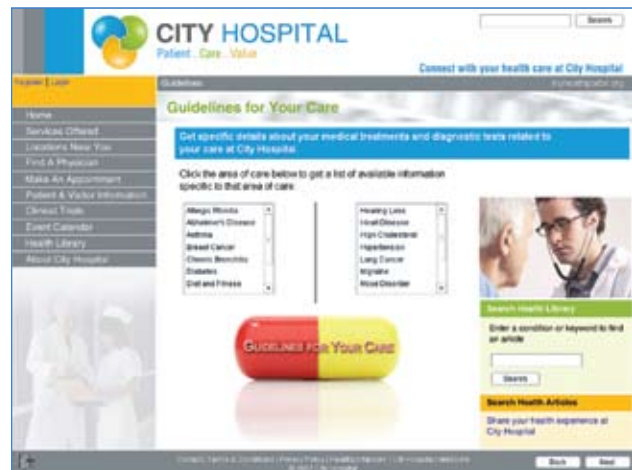 CITY HOSPITAL
Patient . Care . Value
Search
Connect with your health care at City Hospital
Register | Login
Guidelines
Guidelines for Your Care
Home
Services Offered
Locations Near You
Find A Physician
Make An Appointment
Patient & Visitor Information
Clinical Trials
Event Calendar
Health Library
About City Hospital
Get specific details about your medical treatments and diagnostic tests related to
your care at City Hospital.
Click the area of care below to get a list of available information
specific to that area of care:
Allergic Rhinitis
Alzheimer's Disease
Asthma
Breast Cancer
Chronic Bronchitis
Diabetes
Diet and Fitness
Hearing Loss
Heart Disease
High Cholesterol
Hypertension
Lung Cancer
Migraine
Mood Disorder
GUIDELINES FOR YOUR CARE
Search Health Library
Enter a condition or keyword to find
an article
Search
Search Health Articles
Share your health experience at
City Hospital
Back
Next